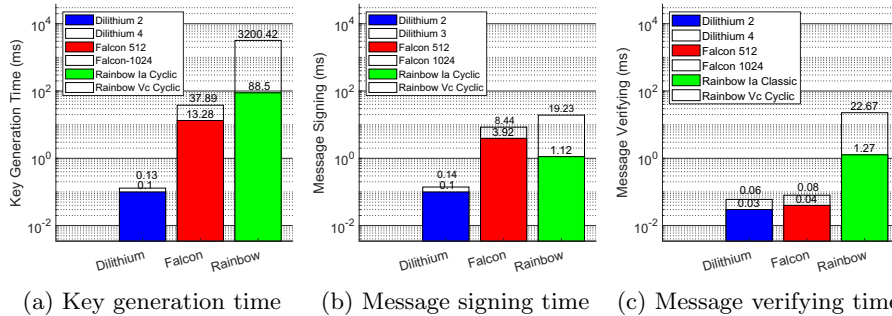 10^4
10^2
10^0
10^-2
Key Generation Time (ms)
Dilithium 2
Dilithium 4
Falcon 512
Falcon-1024
Rainbow Ia Cyclic
Rainbow Vc Cyclic
0.13
0.1
37.89
13.28
3200.42
88.5
Dilithium
Falcon
Rainbow
(a) Key generation time
10^4
10^2
10^0
10^-2
Message Signing (ms)
Dilithium 2
Dilithium 3
Falcon 512
Falcon 1024
Rainbow Ia Cyclic
Rainbow Vc Cyclic
0.14
0.1
8.44
3.92
19.23
1.12
Dilithium
Falcon
Rainbow
(b) Message signing time
10^4
10^2
10^0
10^-2
Message Verifying (ms)
Dilithium 2
Dilithium 4
Falcon 512
Falcon 1024
Rainbow Ia Classic
Rainbow Vc Cyclic
0.06
0.03
0.08
0.04
22.67
1.27
Dilithium
Falcon
Rainbow
(c) Message verifying time